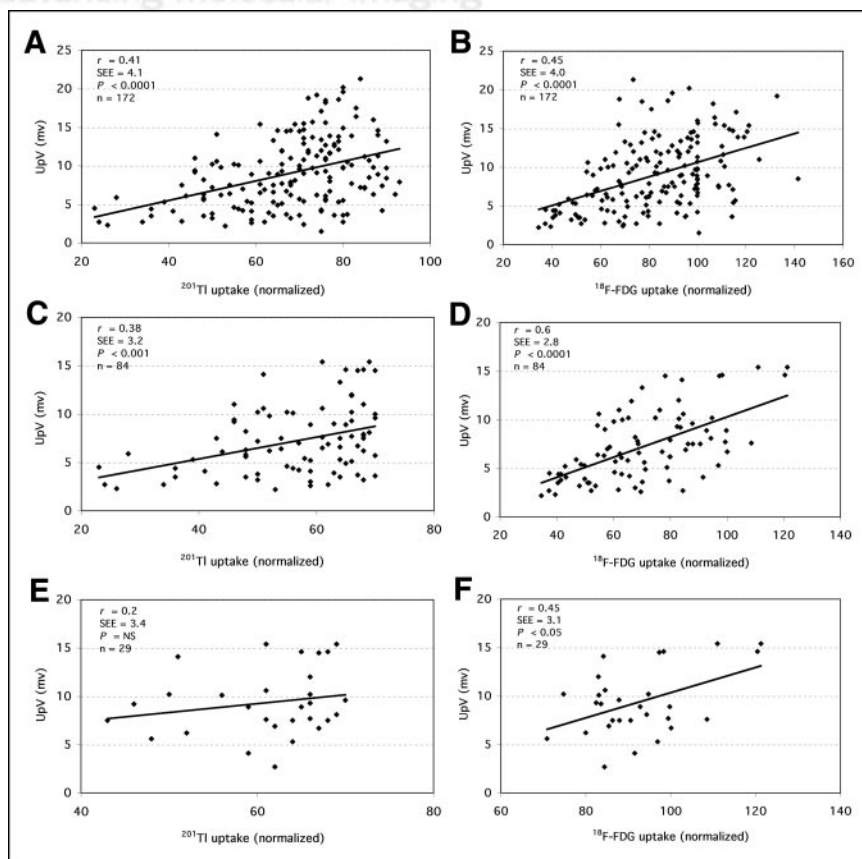 advancing molecular imaging
A
r = 0.41
SEE = 4.1
P < 0.0001
n = 172
25
20
15
10
5
0
UpV (mv)
20 40 60 80 100
²⁰¹Tl uptake (normalized)
B
r = 0.45
SEE = 4.0
P < 0.0001
n = 172
25
20
15
10
5
0
UpV (mv)
20 40 60 80 100 120 140 160
¹⁸F-FDG uptake (normalized)
C
r = 0.38
SEE = 3.2
P < 0.001
n = 84
20
15
10
5
0
UpV (mv)
20 40 60 80
²⁰¹Tl uptake (normalized)
D
r = 0.6
SEE = 2.8
P < 0.0001
n = 84
20
15
10
5
0
UpV (mv)
20 40 60 80 100 120 140
¹⁸F-FDG uptake (normalized)
E
r = 0.2
SEE = 3.4
P = NS
n = 29
20
15
10
5
0
UpV (mv)
40 60 80
²⁰¹Tl uptake (normalized)
F
r = 0.45
SEE = 3.1
P < 0.05
n = 29
20
15
10
5
0
UpV (mv)
60 80 100 120 140
¹⁸F-FDG uptake (normalized)